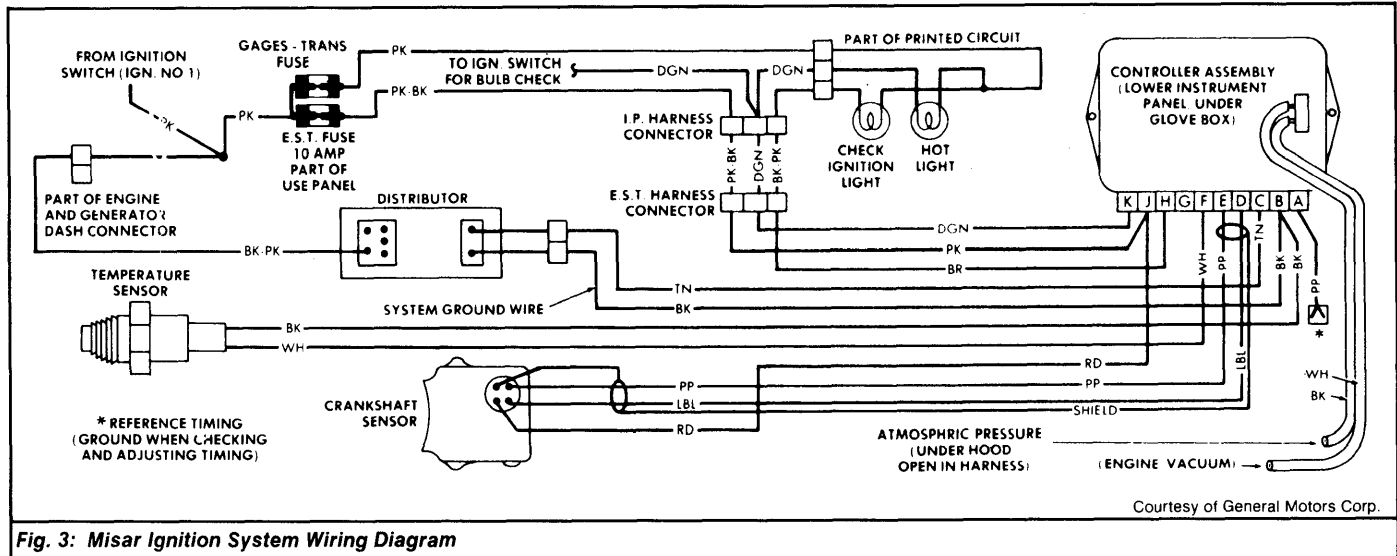 FROM IGNITION
SWITCH (IGN. NO 1)
GAGES - TRANS
FUSE
PK
TO IGN. SWITCH
FOR BULB CHECK
DGN
DGN
PART OF PRINTED CIRCUIT
CONTROLLER ASSEMBLY
(LOWER INSTRUMENT
PANEL UNDER
GLOVE BOX)
PK-BK
PK
PK
E.S.T. FUSE
10 AMP
PART OF
USE PANEL
I.P. HARNESS
CONNECTOR
CHECK
IGNITION
LIGHT
HOT
LIGHT
PK-BK
DGN
BK-PK
PART OF ENGINE
AND GENERATOR
DASH CONNECTOR
DISTRIBUTOR
E.S.T. HARNESS
CONNECTOR
K J H G F E D C B A
DGN
PK
BR
BK-PK
WH
PP
TN
BK
BK
PP
TEMPERATURE
SENSOR
SYSTEM GROUND WIRE
TN
BK
*
BK
WH
LBL
RD
CRANKSHAFT
SENSOR
PP
LBL
RD
PP
SHIELD
WH
BK
* REFERENCE TIMING
(GROUND WHEN CHECKING
AND ADJUSTING TIMING)
ATMOSPHRIC PRESSURE
(UNDER HOOD
OPEN IN HARNESS)
(ENGINE VACUUM)
Courtesy of General Motors Corp.
Fig. 3: Misar Ignition System Wiring Diagram